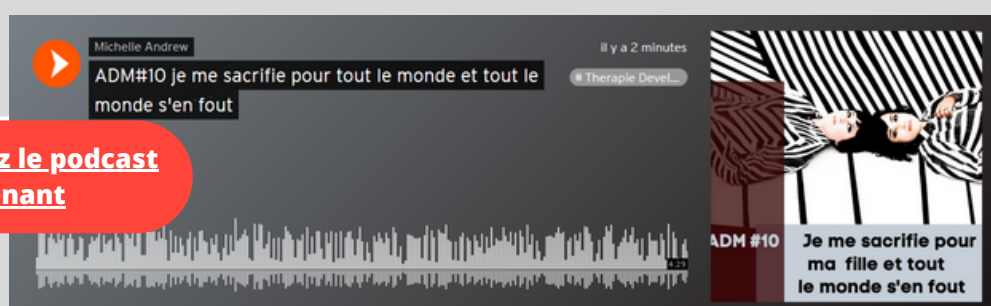 Michelle Andrew
il y a 2 minutes
ADM#10 je me sacrifie pour tout le monde et tout le
monde s'en fout
# Therapie Devel...
z le podcast
nant
4:29
ADM #10
Je me sacrifie pour
ma fille et tout
le monde s'en fout